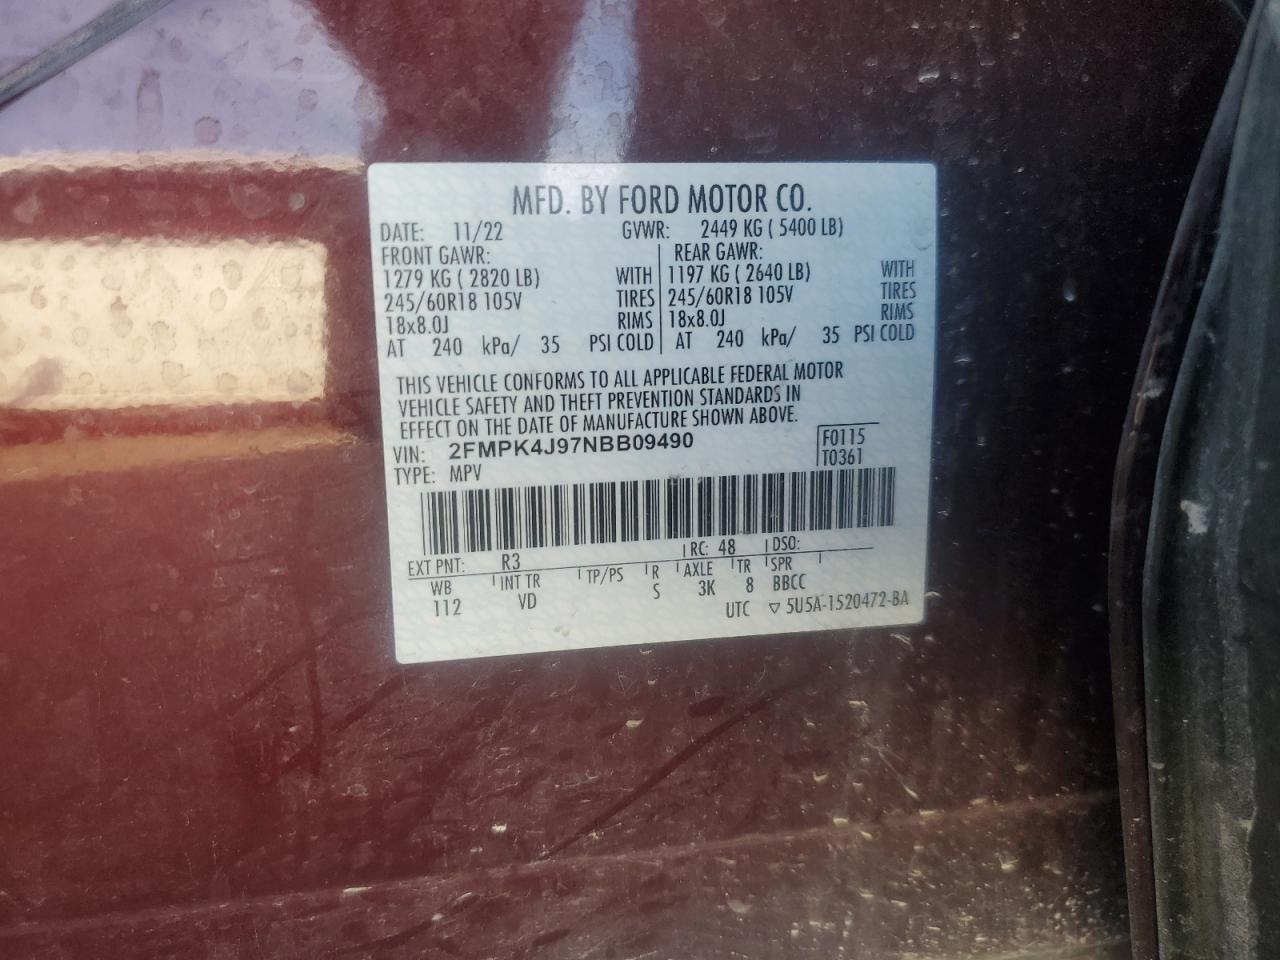 MFD. BY FORD MOTOR CO.
DATE: 11/22 GVWR: 2449 KG ( 5400 LB)
FRONT GAWR: REAR GAWR:
1279 KG ( 2820 LB) WITH 1197 KG ( 2640 LB) WITH
245/60R18 105V TIRES 245/60R18 105V TIRES
18x8.0J RIMS 18x8.0J RIMS
AT 240 kPa/ 35 PSI COLD AT 240 kPa/ 35 PSI COLD
THIS VEHICLE CONFORMS TO ALL APPLICABLE FEDERAL MOTOR
VEHICLE SAFETY AND THEFT PREVENTION STANDARDS IN
EFFECT ON THE DATE OF MANUFACTURE SHOWN ABOVE.
VIN: 2FMPK4J97NBB09490 F0115
TYPE: MPV T0361
EXT PNT: R3 RC: 48 DSO:
WB INT TR TP/PS R AXLE TR SPR
112 VD S 3K 8 BBCC
UTC ▽ 5U5A-1520472-BA